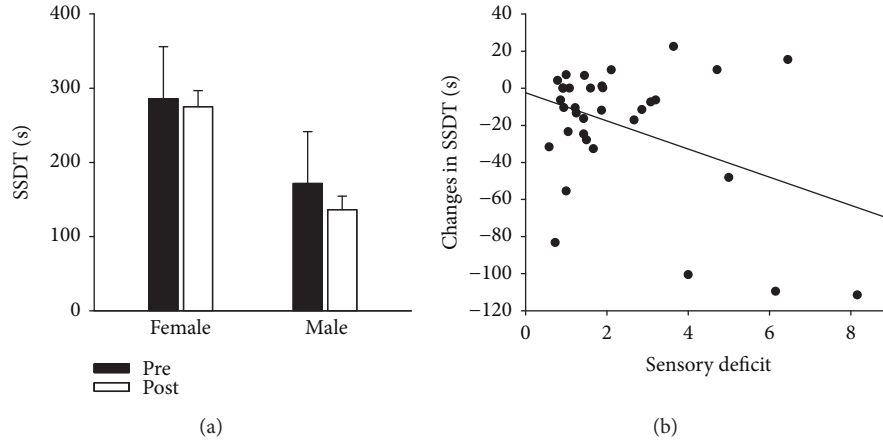 400
300
200
100
0
SSDT (s)
Female
Male
Pre
Post
(a)
40
20
0
−20
−40
−60
−80
−100
−120
Changes in SSDT (s)
0
2
4
6
8
Sensory deficit
(b)